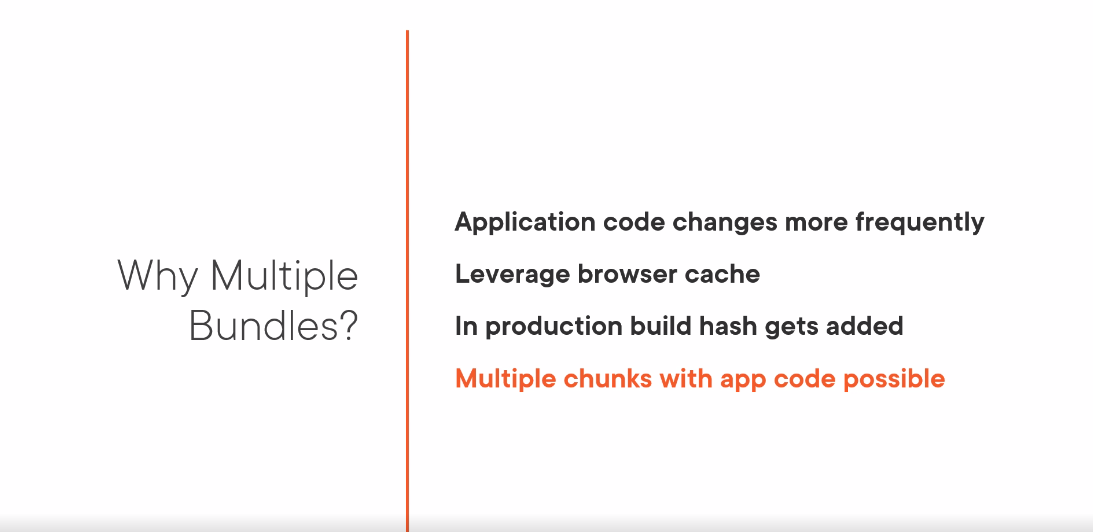 Why Multiple
Bundles?
Application code changes more frequently
Leverage browser cache
In production build hash gets added
Multiple chunks with app code possible